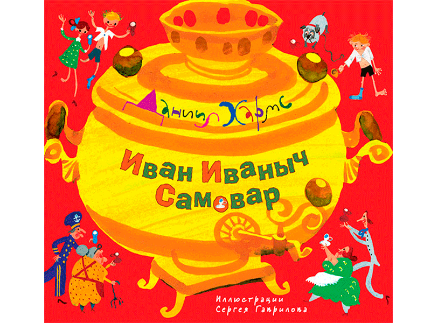 Даниил Хармс
Иван Иваныч
Самовар
Иллюстрации
Сергея Гаврилова